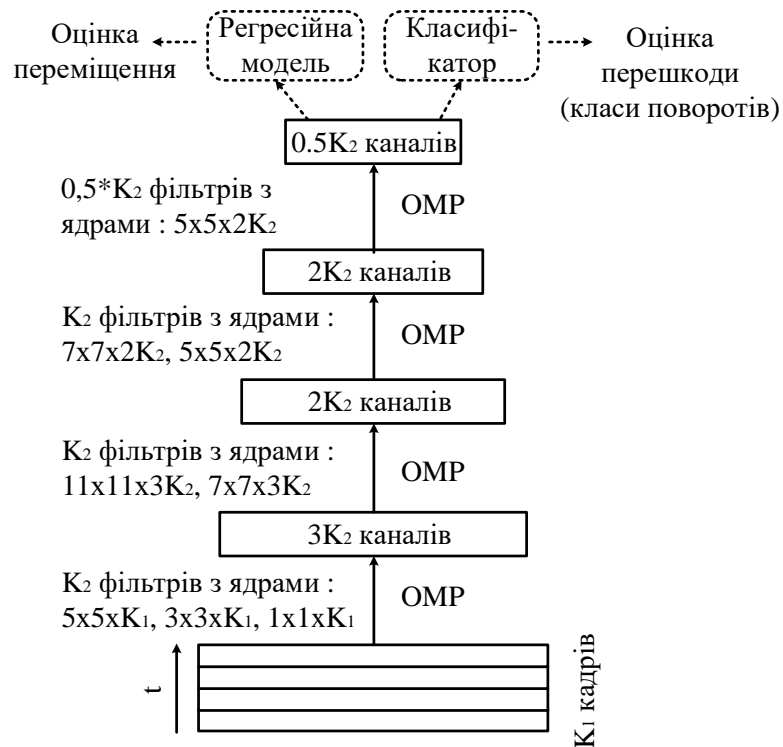 Оцінка
переміщення
Регресійна
модель
Класифі-
катор
Оцінка
перешкоди
(класи поворотів)
0.5K₂ каналів
0,5*K₂ фільтрів з
ядрами : 5x5x2K₂
OMP
2K₂ каналів
K₂ фільтрів з ядрами :
7x7x2K₂, 5x5x2K₂
OMP
2K₂ каналів
K₂ фільтрів з ядрами :
11x11x3K₂, 7x7x3K₂
OMP
3K₂ каналів
K₂ фільтрів з ядрами :
5x5xK₁, 3x3xK₁, 1x1xK₁
OMP
t
K₁ кадрів